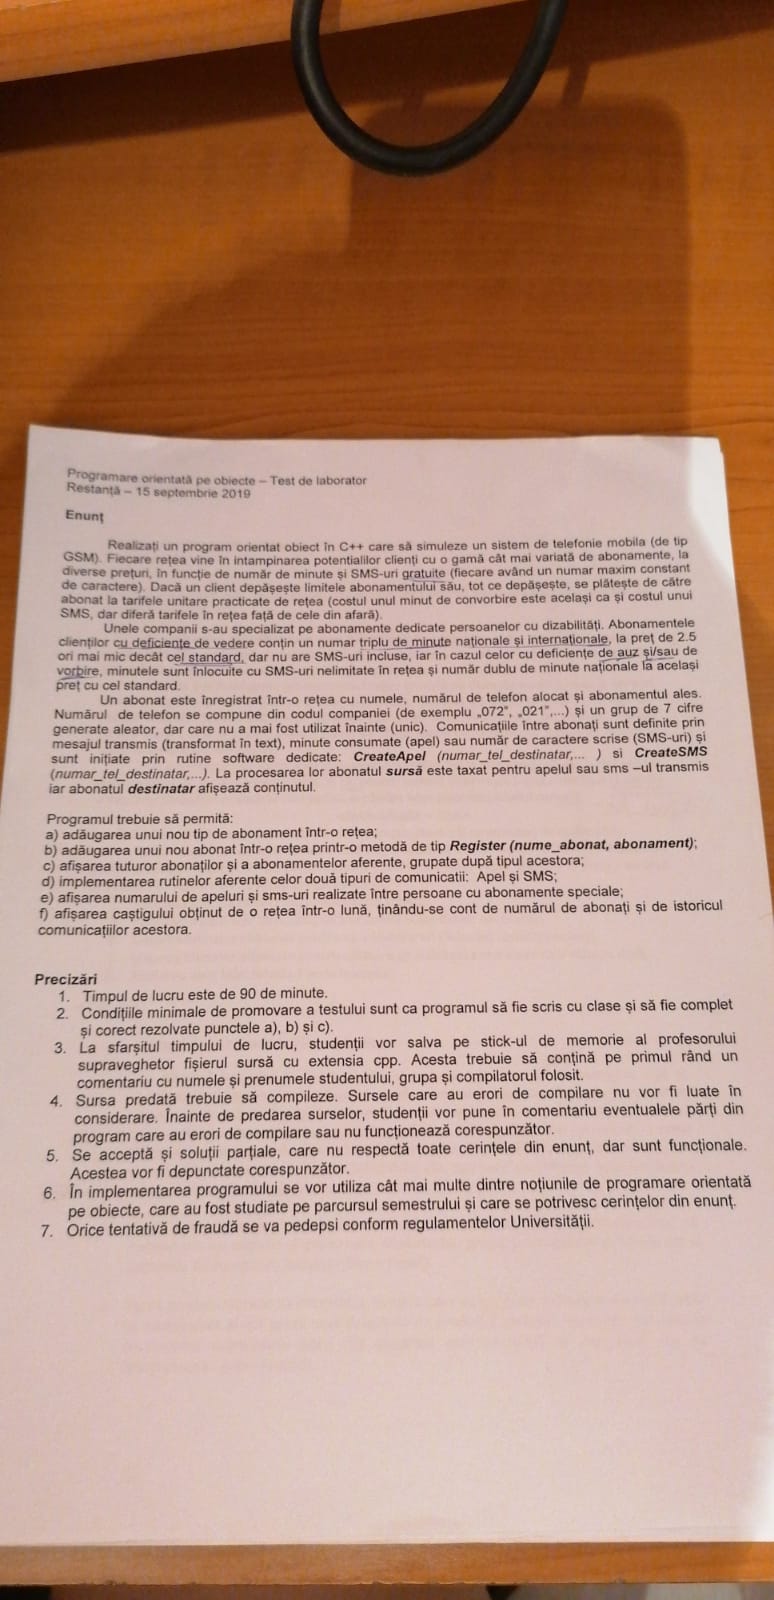 Programare orientată pe obiecte – Test de laborator
Restanță – 15 septembrie 2019
Enunț
Realizați un program orientat obiect în C++ care să simuleze un sistem de telefonie mobila (de tip
GSM). Fiecare rețea vine în intampinarea potentialilor clienți cu o gamă cât mai variată de abonamente, la
diverse prețuri, în funcție de număr de minute și SMS-uri gratuite (fiecare având un numar maxim constant
de caractere). Dacă un client depășește limitele abonamentului său, tot ce depășește, se plătește de către
abonat la tarifele unitare practicate de rețea (costul unul minut de convorbire este același ca și costul unui
SMS, dar diferă tarifele în rețea față de cele din afară).
Unele companii s-au specializat pe abonamente dedicate persoanelor cu dizabilități. Abonamentele
clienților cu deficiențe de vedere conțin un numar triplu de minute naționale și internaționale, la preț de 2.5
ori mai mic decât cel standard, dar nu are SMS-uri incluse, iar în cazul celor cu deficiențe de auz și/sau de
vorbire, minutele sunt înlocuite cu SMS-uri nelimitate în rețea și număr dublu de minute naționale la același
preț cu cel standard.
Un abonat este înregistrat într-o rețea cu numele, numărul de telefon alocat și abonamentul ales.
Numărul de telefon se compune din codul companiei (de exemplu „072”, „021”,...) și un grup de 7 cifre
generate aleator, dar care nu a mai fost utilizat înainte (unic). Comunicațiile între abonați sunt definite prin
mesajul transmis (transformat în text), minute consumate (apel) sau număr de caractere scrise (SMS-uri) și
sunt inițiate prin rutine software dedicate: CreateApel (numar_tel_destinatar,... ) si CreateSMS
(numar_tel_destinatar,...). La procesarea lor abonatul sursă este taxat pentru apelul sau sms –ul transmis
iar abonatul destinatar afișează conținutul.
Programul trebuie să permită:
a) adăugarea unui nou tip de abonament într-o rețea;
b) adăugarea unui nou abonat într-o rețea printr-o metodă de tip Register (nume_abonat, abonament);
c) afișarea tuturor abonaților și a abonamentelor aferente, grupate după tipul acestora;
d) implementarea rutinelor aferente celor două tipuri de comunicatii: Apel și SMS;
e) afișarea numarului de apeluri și sms-uri realizate între persoane cu abonamente speciale;
f) afișarea caștigului obținut de o rețea într-o lună, ținându-se cont de numărul de abonați și de istoricul
comunicațiilor acestora.
Precizări
1. Timpul de lucru este de 90 de minute.
2. Condițiile minimale de promovare a testului sunt ca programul să fie scris cu clase și să fie complet
și corect rezolvate punctele a), b) și c).
3. La sfarșitul timpului de lucru, studenții vor salva pe stick-ul de memorie al profesorului
supraveghetor fișierul sursă cu extensia cpp. Acesta trebuie să conțină pe primul rând un
comentariu cu numele și prenumele studentului, grupa și compilatorul folosit.
4. Sursa predată trebuie să compileze. Sursele care au erori de compilare nu vor fi luate în
considerare. Înainte de predarea surselor, studenții vor pune în comentariu eventualele părți din
program care au erori de compilare sau nu funcționează corespunzător.
5. Se acceptă și soluții parțiale, care nu respectă toate cerințele din enunț, dar sunt funcționale.
Acestea vor fi depunctate corespunzător.
6. În implementarea programului se vor utiliza cât mai multe dintre noțiunile de programare orientată
pe obiecte, care au fost studiate pe parcursul semestrului și care se potrivesc cerințelor din enunț.
7. Orice tentativă de fraudă se va pedepsi conform regulamentelor Universității.